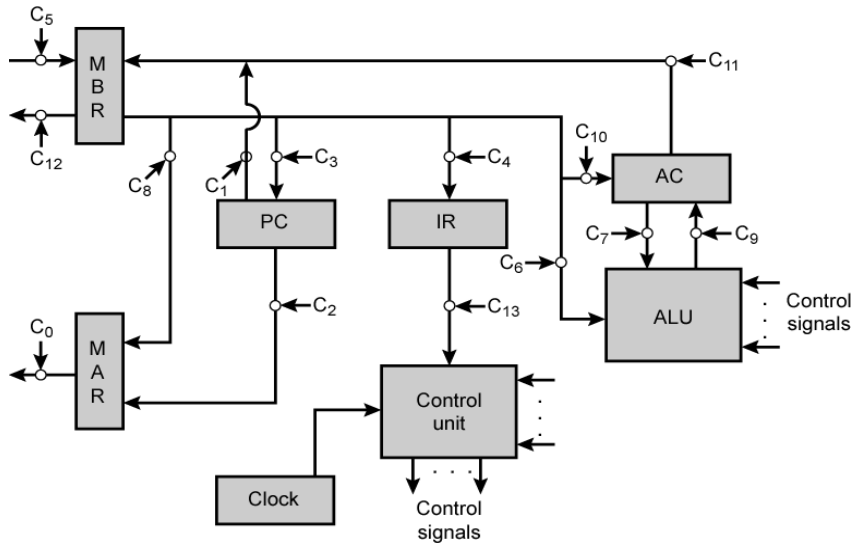 C5
M
B
R
C11
C12
C8
C1
C3
C4
C10
AC
PC
IR
C7
C9
C6
C0
M
A
R
C2
C13
ALU
Control
signals
Control
unit
Clock
Control
signals